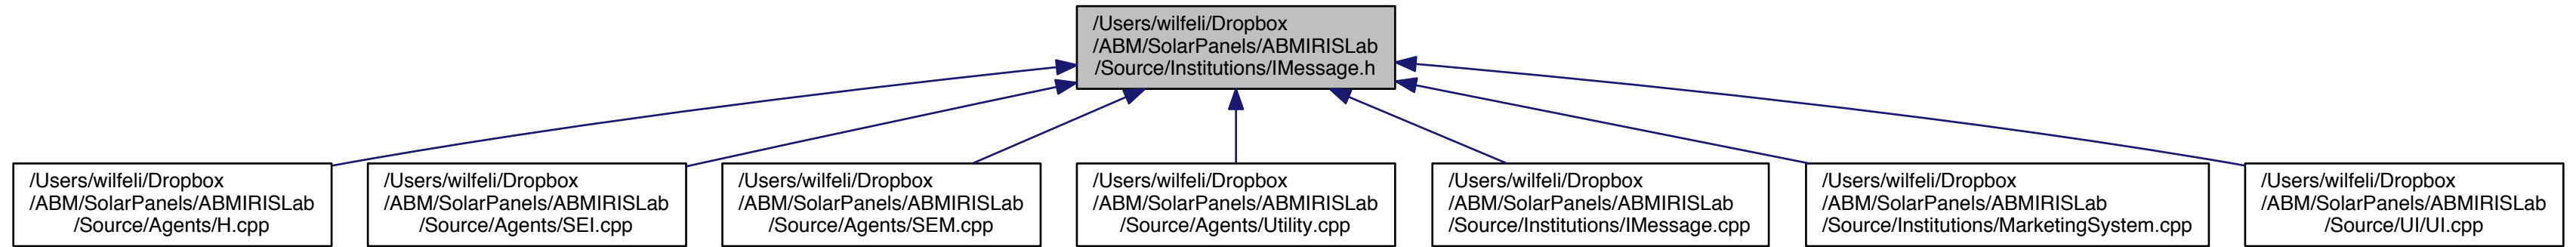 /Users/wilfeli/Dropbox
/ABM/SolarPanels/ABMIRISLab
/Source/Institutions/IMessage.h
/Users/wilfeli/Dropbox
/ABM/SolarPanels/ABMIRISLab
/Source/Agents/H.cpp
/Users/wilfeli/Dropbox
/ABM/SolarPanels/ABMIRISLab
/Source/Agents/SEI.cpp
/Users/wilfeli/Dropbox
/ABM/SolarPanels/ABMIRISLab
/Source/Agents/SEM.cpp
/Users/wilfeli/Dropbox
/ABM/SolarPanels/ABMIRISLab
/Source/Agents/Utility.cpp
/Users/wilfeli/Dropbox
/ABM/SolarPanels/ABMIRISLab
/Source/Institutions/IMessage.cpp
/Users/wilfeli/Dropbox
/ABM/SolarPanels/ABMIRISLab
/Source/Institutions/MarketingSystem.cpp
/Users/wilfeli/Dropbox
/ABM/SolarPanels/ABMIRISLab
/Source/UI/UI.cpp